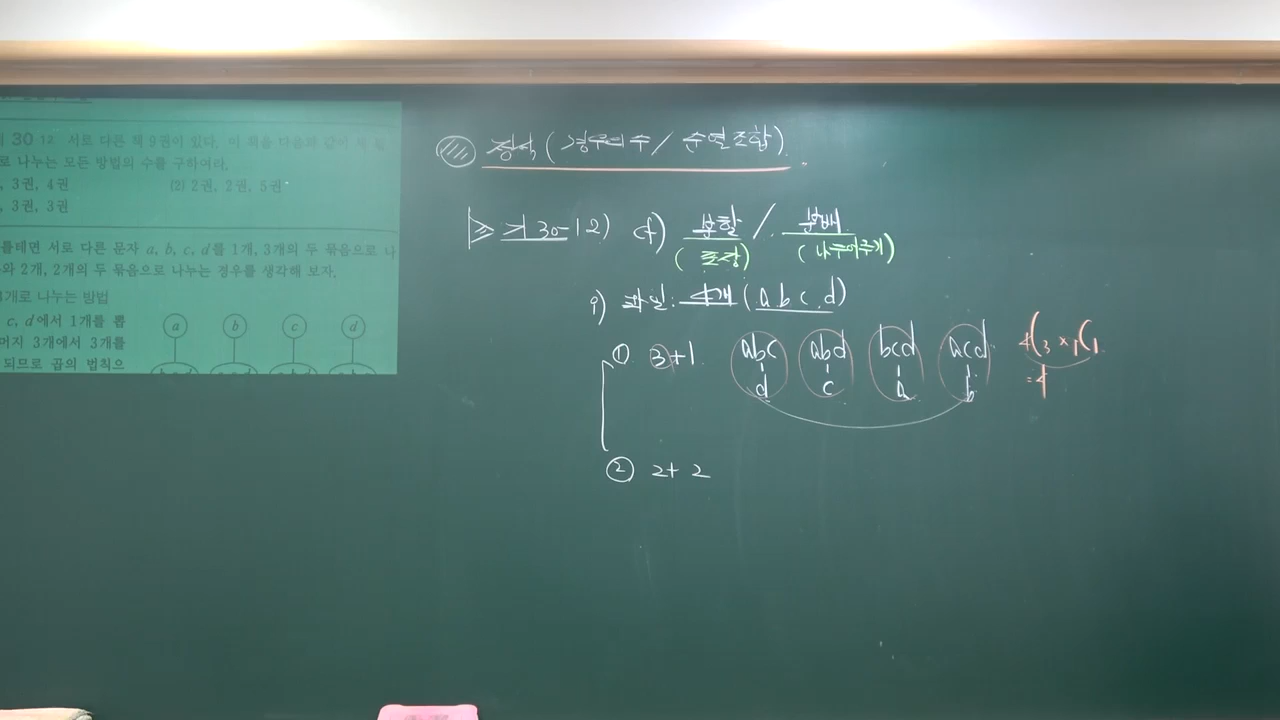 30 12 서로 다른 책 9권이 있다. 이 책을 다음과 같이 세
로 나누는 모든 방법의 수를 구하여라.
, 3권, 4권 (2) 2권, 2권, 5권
, 3권, 3권
를테면 서로 다른 문자 a, b, c, d를 1개, 3개의 두 묶음으로 나
와 2개, 2개의 두 묶음으로 나누는 경우를 생각해 보자.
개로 나누는 방법
c, d에서 1개를 뽑
머지 3개에서 3개를
되므로 곱의 법칙으
a b c d
정석 (경우의 수 / 순열조합)
기 30-12) cf) 분할 / 분배
(포장) (나누어주기)
i) 과일: 4개 (a b c d)
① 3+1. abc abd bcd acd 4C3 × 1C1
d c a b =4
② 2+ 2